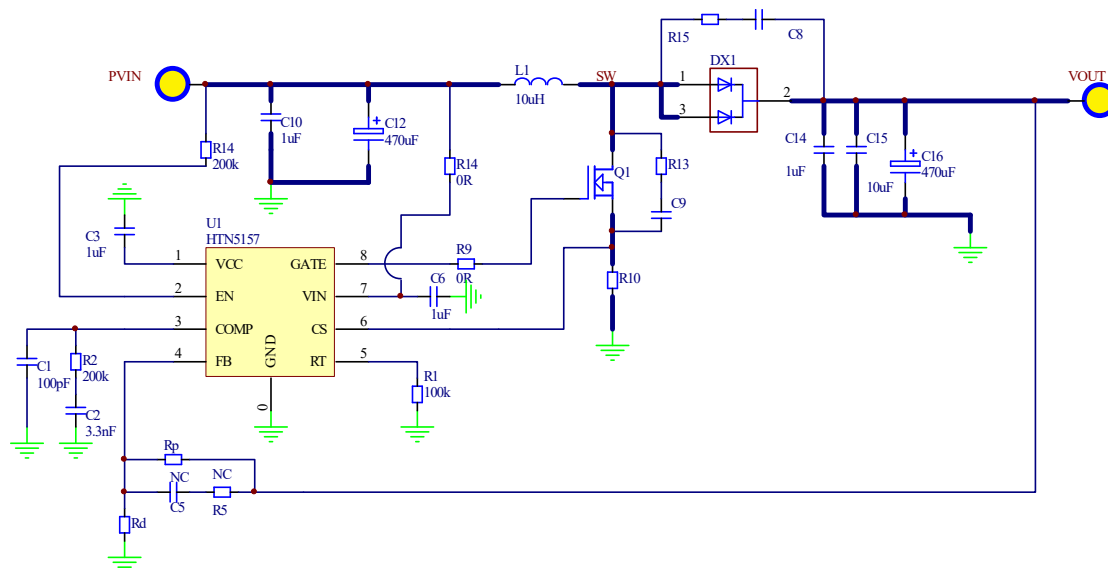 R15
C8
PVIN
L1
10uH
SW
DX1
1
3
2
VOUT
C10
1uF
C12
470uF
R14
200k
R14
0R
Q1
R13
C9
C14
1uF
C15
10uF
C16
470uF
C3
1uF
U1
HTN5157
1
VCC
2
EN
3
COMP
4
FB
GATE
8
VIN
7
CS
6
RT
5
GND
0
R9
0R
C6
1uF
R10
C1
100pF
R2
200k
C2
3.3nF
R1
100k
Rp
NC
C5
NC
R5
Rd